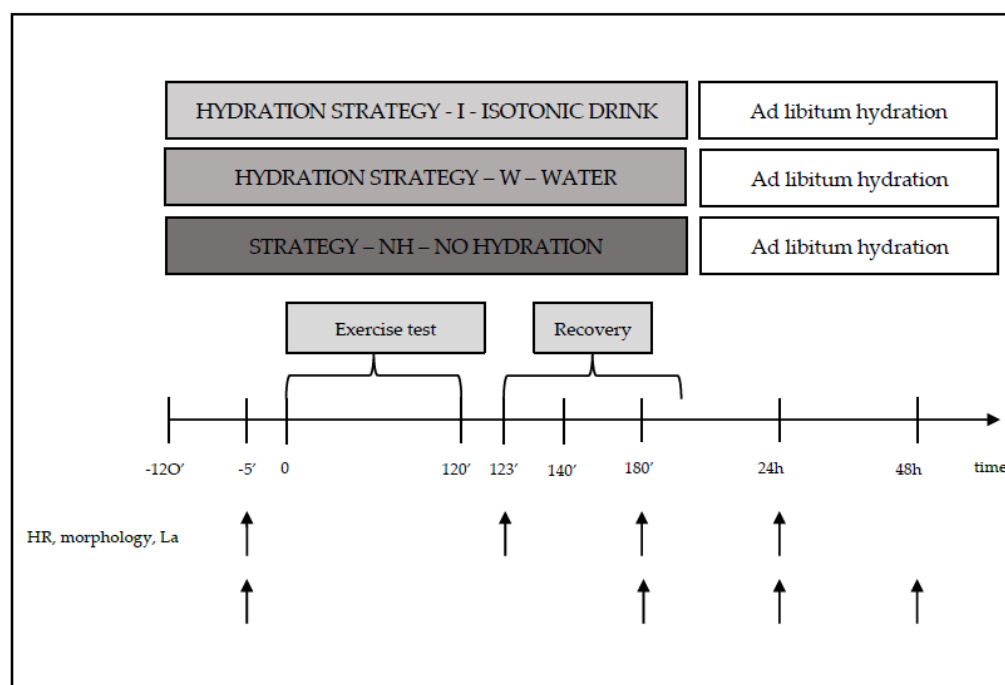 HYDRATION STRATEGY - I - ISOTONIC DRINK
Ad libitum hydration
HYDRATION STRATEGY – W – WATER
Ad libitum hydration
STRATEGY – NH – NO HYDRATION
Ad libitum hydration
Exercise test
Recovery
-12O′ -5′ 0 120′ 123′ 140′ 180′ 24h 48h time
HR, morphology, La